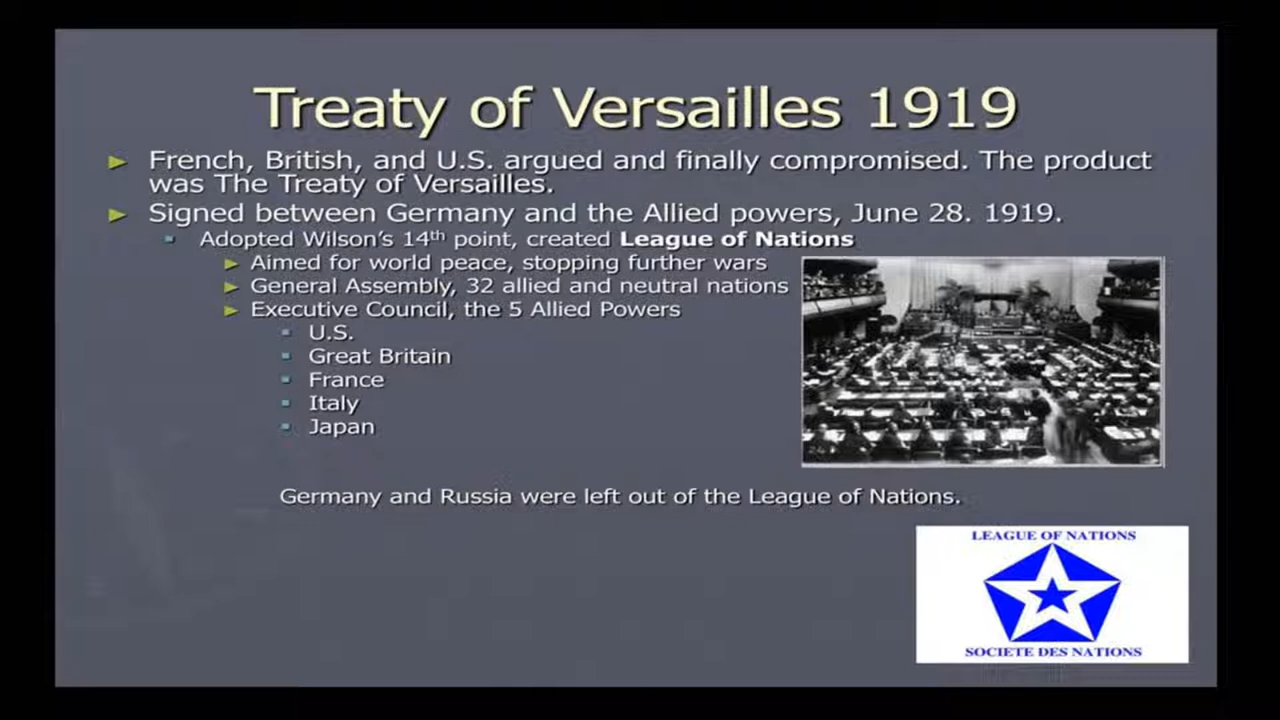 Treaty of Versailles 1919
► French, British, and U.S. argued and finally compromised. The product
was The Treaty of Versailles.
► Signed between Germany and the Allied powers, June 28. 1919.
▪ Adopted Wilson's 14th point, created League of Nations
► Aimed for world peace, stopping further wars
► General Assembly, 32 allied and neutral nations
► Executive Council, the 5 Allied Powers
▪ U.S.
▪ Great Britain
▪ France
▪ Italy
▪ Japan
Germany and Russia were left out of the League of Nations.
LEAGUE OF NATIONS
SOCIETE DES NATIONS